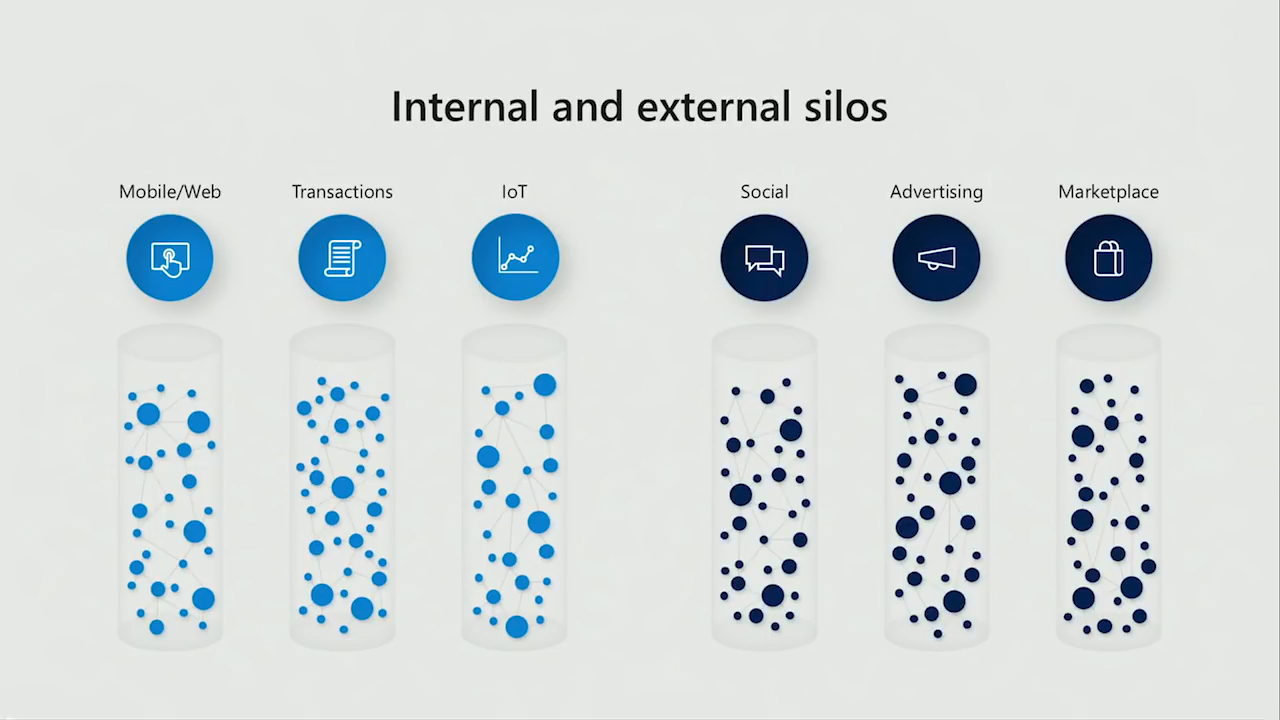 Internal and external silos
Mobile/Web
Transactions
IoT
Social
Advertising
Marketplace